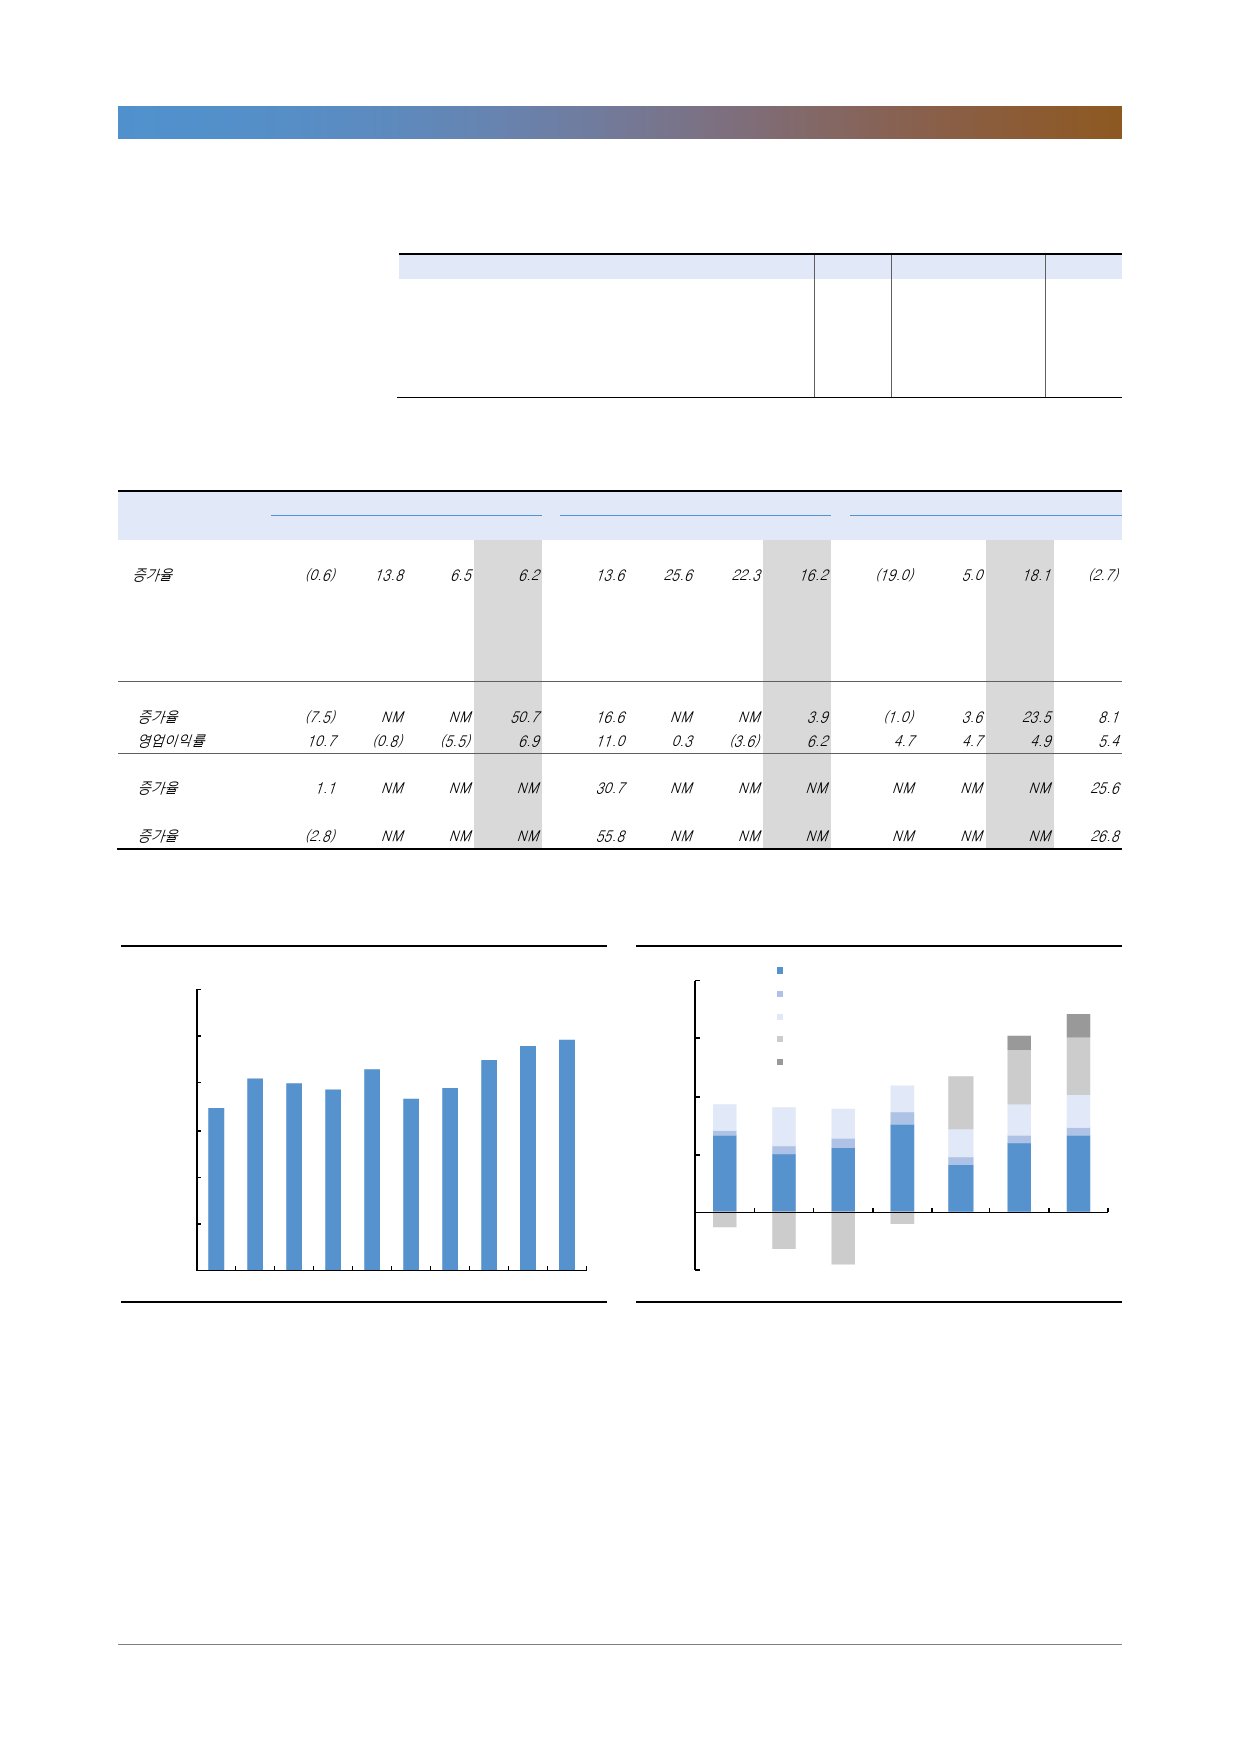 증가율 (0.6) 13.8 6.5 6.2 13.6 25.6 22.3 16.2 (19.0) 5.0 18.1 (2.7)
증가율 (7.5) NM NM 50.7 16.6 NM NM 3.9 (1.0) 3.6 23.5 8.1
영업이익률 10.7 (0.8) (5.5) 6.9 11.0 0.3 (3.6) 6.2 4.7 4.7 4.9 5.4
증가율 1.1 NM NM NM 30.7 NM NM NM NM NM NM 25.6
증가율 (2.8) NM NM NM 55.8 NM NM NM NM NM NM 26.8